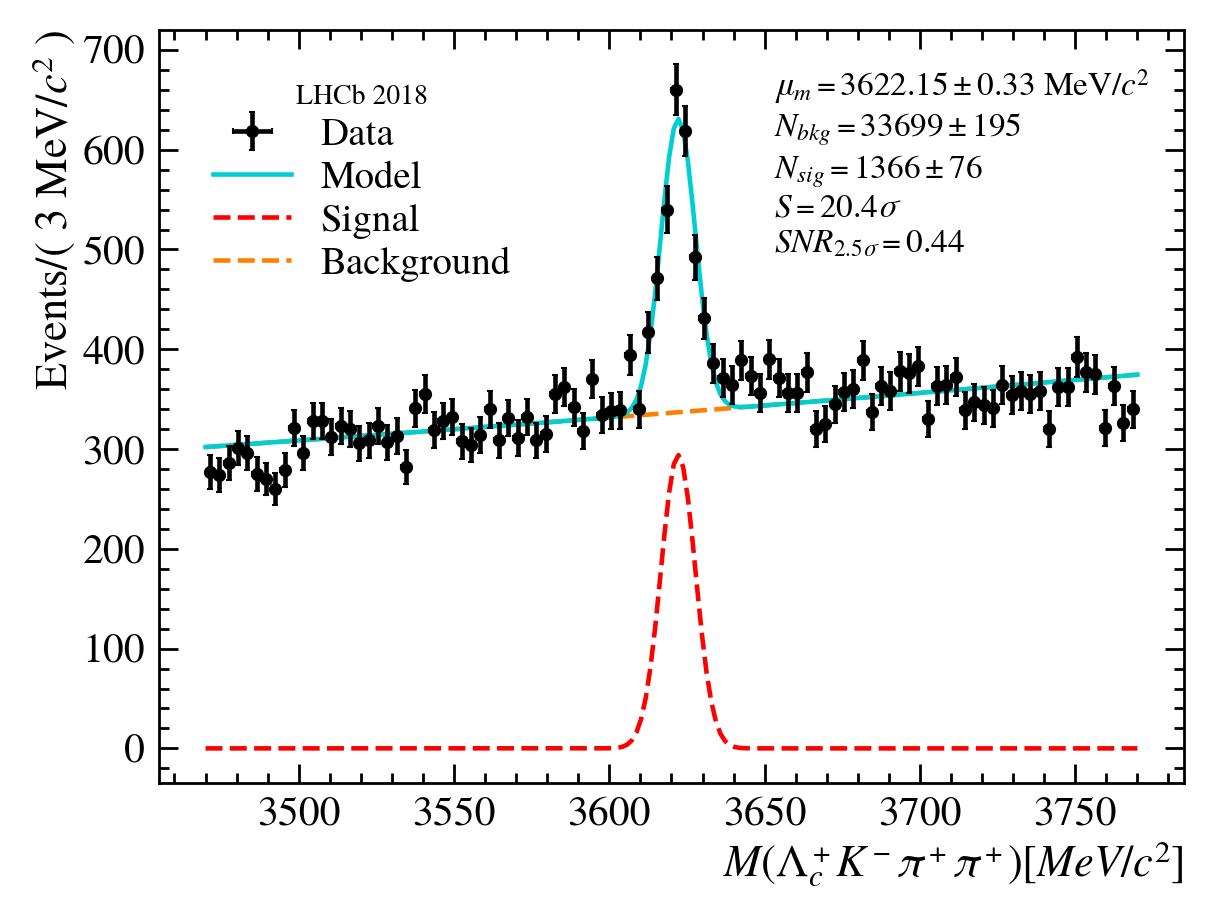 Events/( 3 MeV/c² )
700
600
500
400
300
200
100
0
LHCb 2018
Data
Model
Signal
Background
μₘ = 3622.15 ± 0.33 MeV/c²
N_bkg = 33699 ± 195
N_sig = 1366 ± 76
S = 20.4σ
SNR_2.5σ = 0.44
3500 3550 3600 3650 3700 3750
M(Λ_c⁺ K⁻ π⁺ π⁺)[MeV/c²]